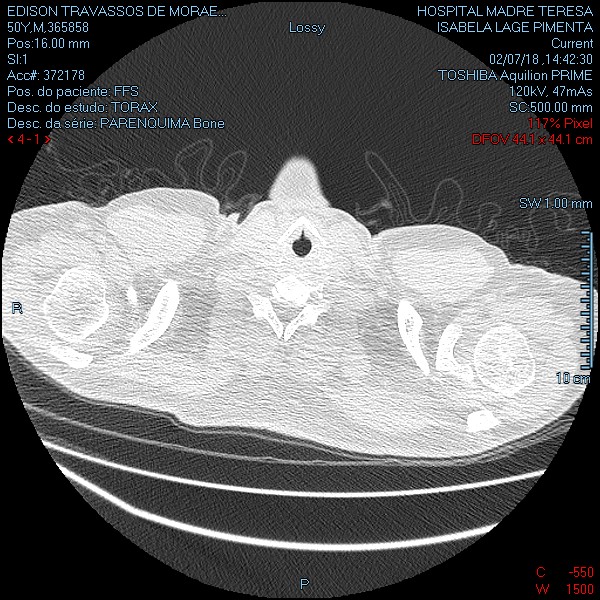 EDISON TRAVASSOS DE MORAE...
50Y,M,365858
Pos:16.00 mm
SI:1
Acc#: 372178
Pos. do paciente: FFS
Desc. do estudo: TORAX
Desc. da série: PARENQUIMA Bone
< 4-1 >
Lossy
HOSPITAL MADRE TERESA
ISABELA LAGE PIMENTA
Current
02/07/18 ,14:42:30
TOSHIBA Aquilion PRIME
120kV, 47mAs
SC:500.00 mm
117% Pixel
DFOV 44.1 x 44.1 cm
SW:1.00 mm
R
10 cm
P
C -550
W 1500